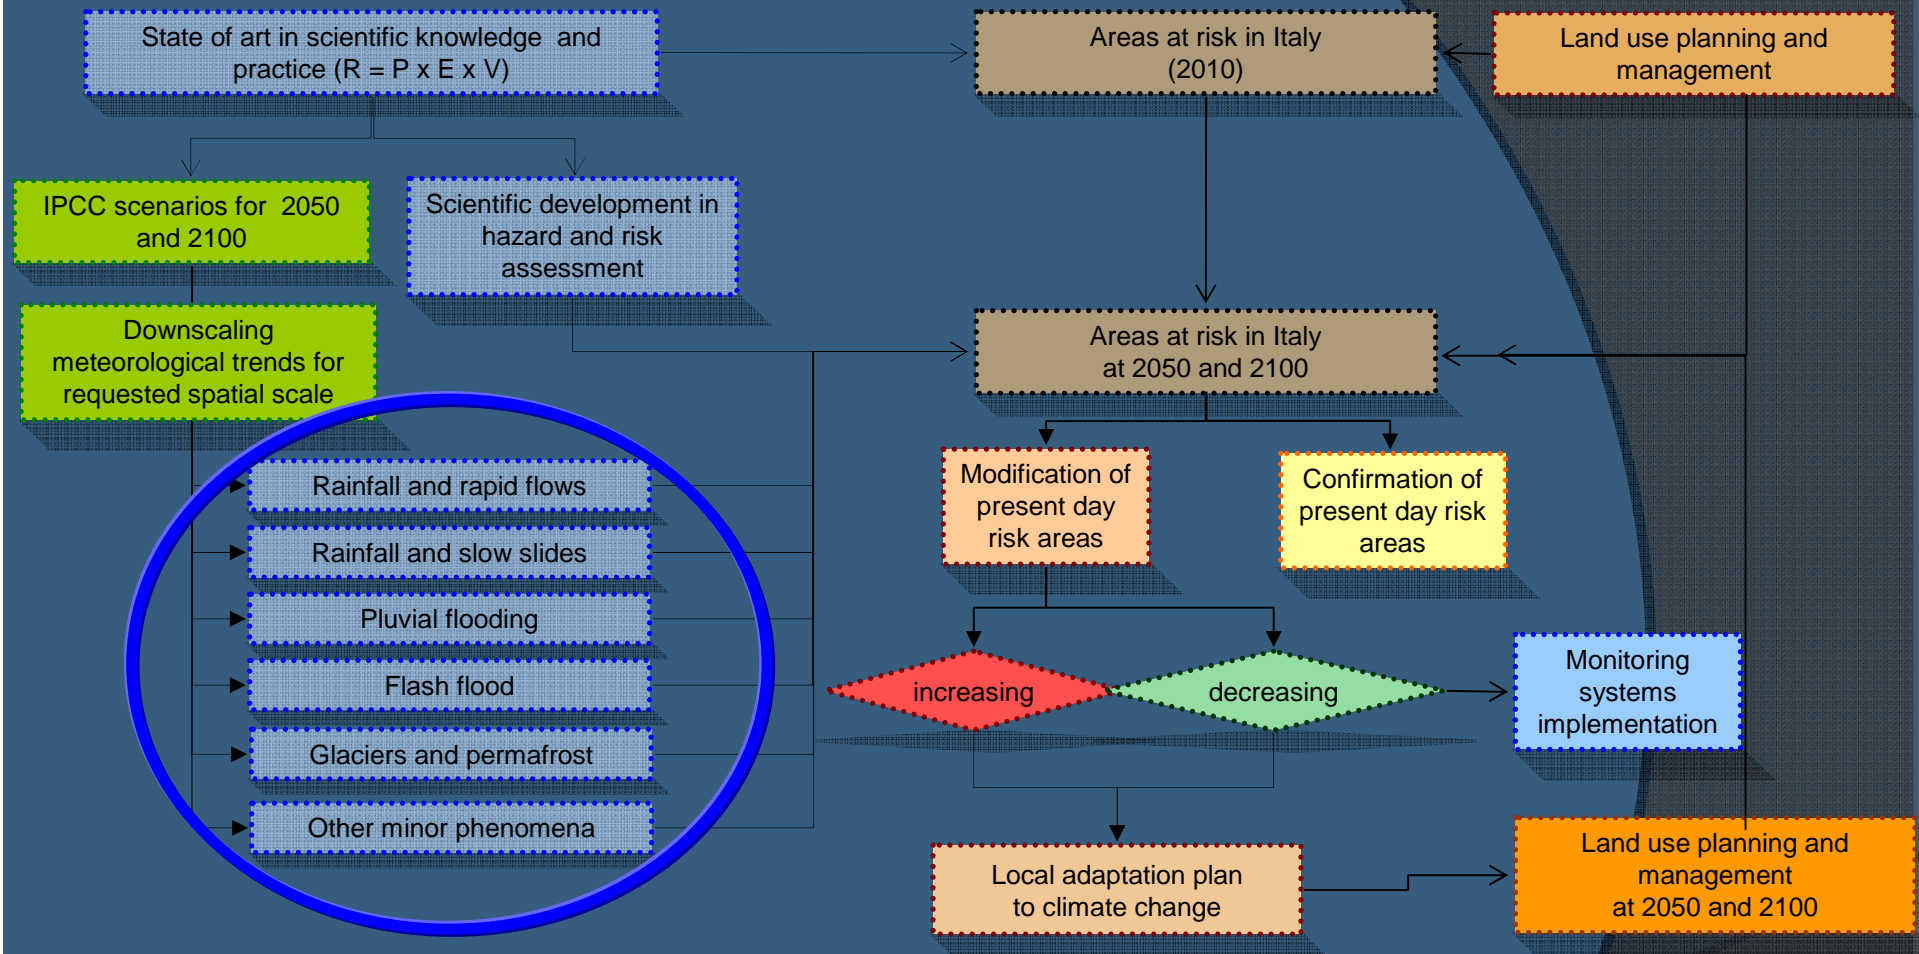 State of art in scientific knowledge and
practice (R = P x E x V)
Areas at risk in Italy
(2010)
Land use planning and
management
IPCC scenarios for 2050
and 2100
Scientific development in
hazard and risk
assessment
Downscaling
meteorological trends for
requested spatial scale
Areas at risk in Italy
at 2050 and 2100
Rainfall and rapid flows
Rainfall and slow slides
Pluvial flooding
Flash flood
Glaciers and permafrost
Other minor phenomena
Modification of
present day
risk areas
Confirmation of
present day risk
areas
increasing
decreasing
Monitoring
systems
implementation
Local adaptation plan
to climate change
Land use planning and
management
at 2050 and 2100